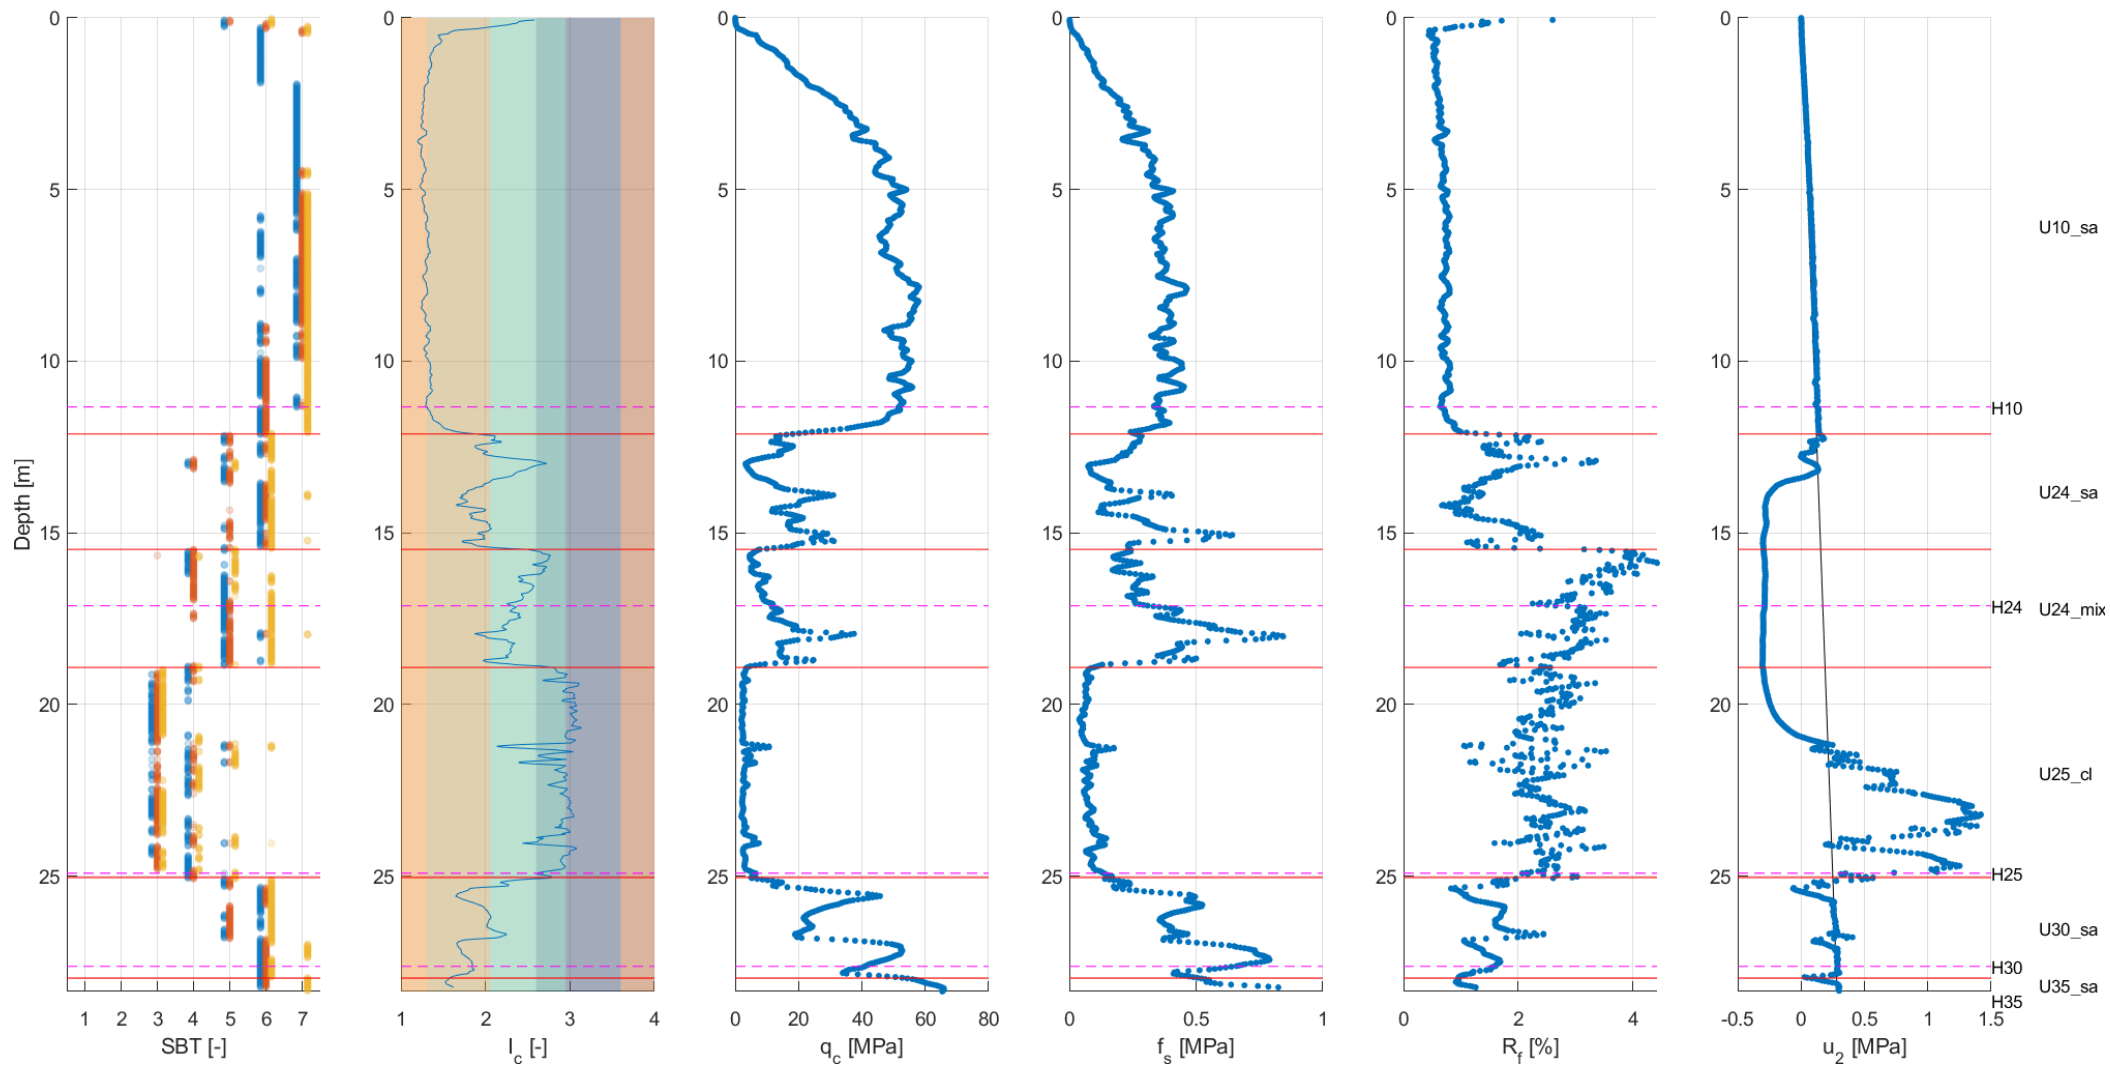 0
5
10
15
20
25
Depth [m]
1 2 3 4 5 6 7
SBT [-]
0
5
10
15
20
25
1 2 3 4
I_c [-]
0
5
10
15
20
25
0 20 40 60 80
q_c [MPa]
0
5
10
15
20
25
0 0.5 1
f_s [MPa]
0
5
10
15
20
25
0 2 4
R_f [%]
0
5
10
15
20
25
-0.5 0 0.5 1 1.5
u_2 [MPa]
U10_sa
H10
U24_sa
H24 U24_mix
U25_cl
H25
U30_sa
H30
U35_sa
H35